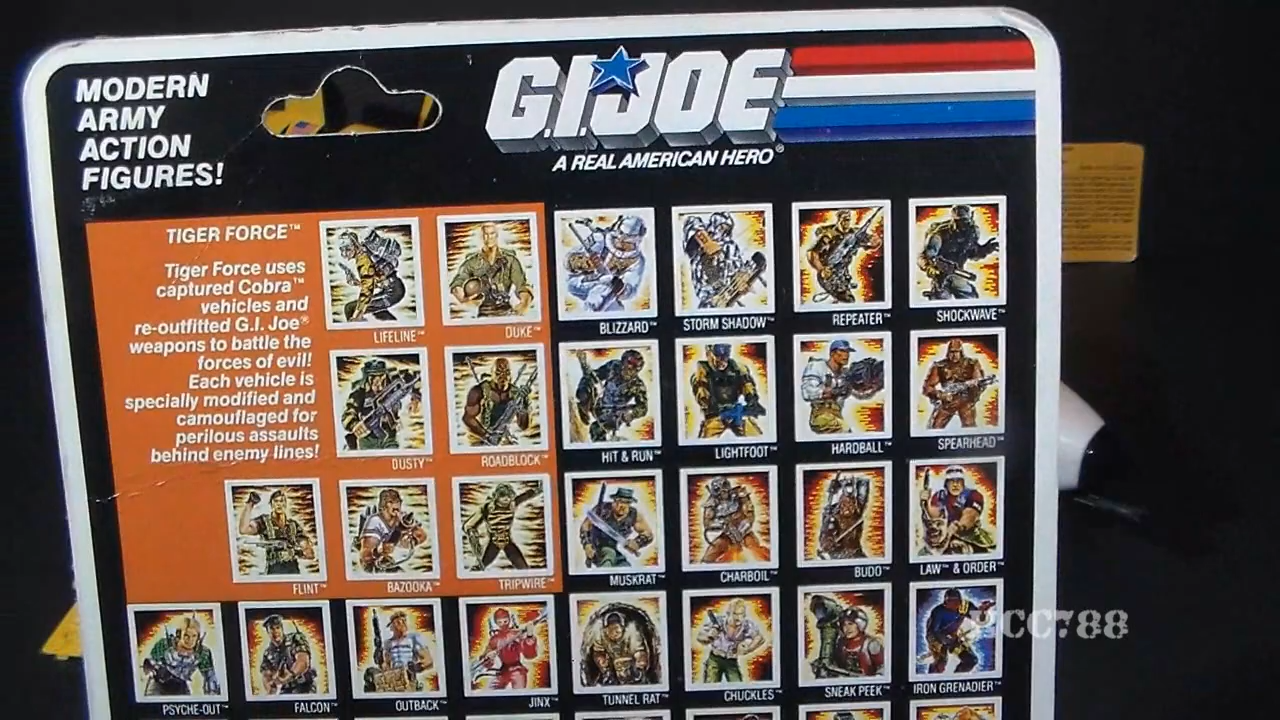 MODERN
ARMY
ACTION
FIGURES!
G.I. JOE
A REAL AMERICAN HERO®
TIGER FORCE™
Tiger Force uses
captured Cobra™
vehicles and
re-outfitted G.I. Joe®
weapons to battle the
forces of evil!
Each vehicle is
specially modified and
camouflaged for
perilous assaults
behind enemy lines!
LIFELINE™ DUKE™ BLIZZARD™ STORM SHADOW™ REPEATER™ SHOCKWAVE™
DUSTY™ ROADBLOCK™ HIT & RUN™ LIGHTFOOT™ HARDBALL™ SPEARHEAD™
FLINT™ BAZOOKA™ TRIPWIRE™ MUSKRAT™ CHARBOIL™ BUDO™ LAW™ & ORDER™
PSYCHE-OUT™ FALCON™ OUTBACK™ JINX™ TUNNEL RAT™ CHUCKLES™ SNEAK PEEK™ IRON GRENADIER™
HCC788